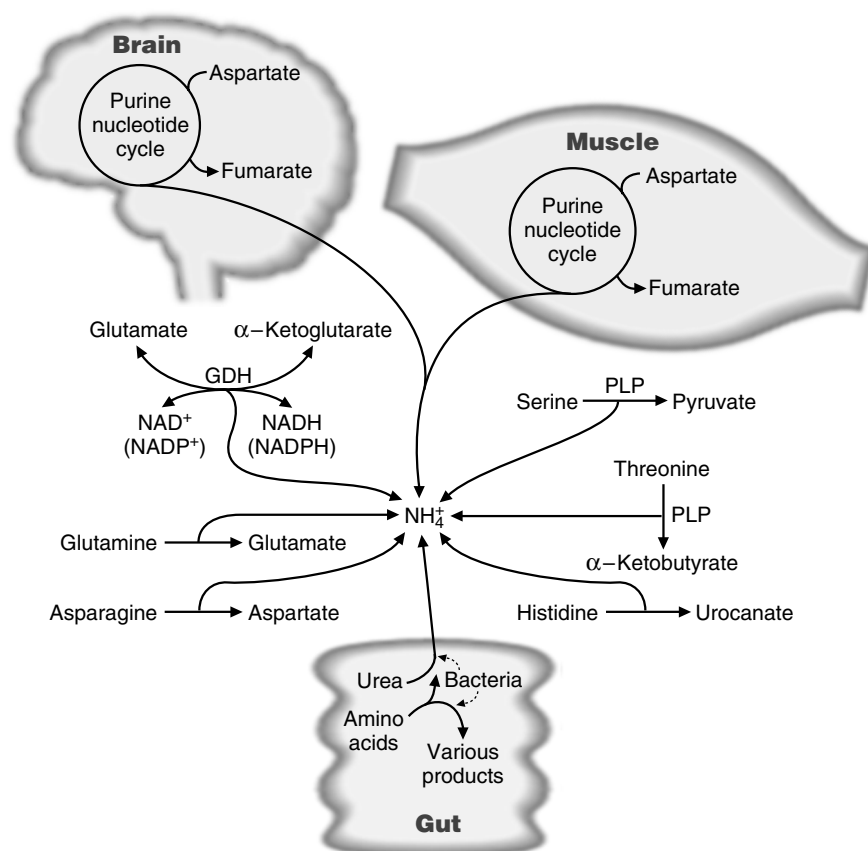 Brain
Aspartate
Purine
nucleotide
cycle
Fumarate
Muscle
Aspartate
Purine
nucleotide
cycle
Fumarate
Glutamate
α–Ketoglutarate
GDH
NAD⁺
(NADP⁺)
NADH
(NADPH)
PLP
Serine
Pyruvate
Threonine
PLP
α–Ketobutyrate
NH₄⁺
Glutamine
Glutamate
Asparagine
Aspartate
Histidine
Urocanate
Urea
Bacteria
Amino
acids
Various
products
Gut